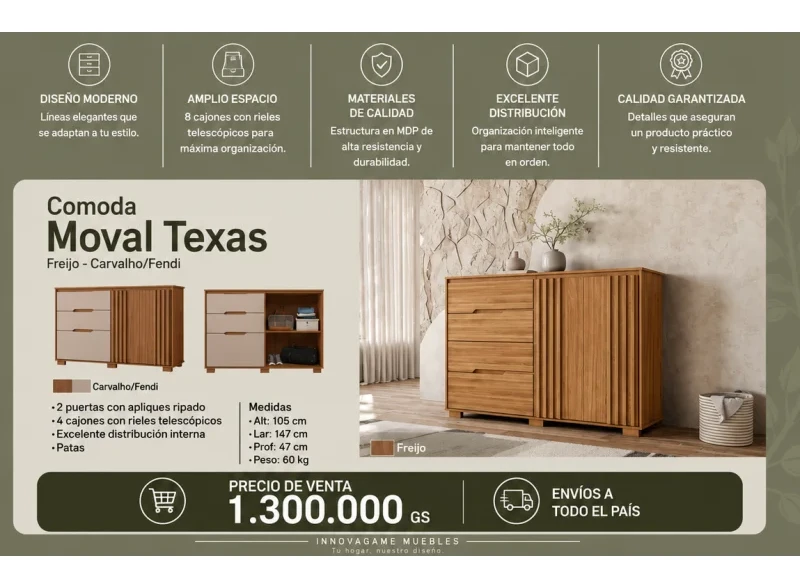 DISEÑO MODERNO
Líneas elegantes que
se adaptan a tu estilo.
AMPLIO ESPACIO
8 cajones con rieles
telescópicos para
máxima organización.
MATERIALES
DE CALIDAD
Estructura en MDP de
alta resistencia y
durabilidad.
EXCELENTE
DISTRIBUCIÓN
Organización inteligente
para mantener todo
en orden.
CALIDAD GARANTIZADA
Detalles que aseguran
un producto práctico
y resistente.
Comoda
Moval Texas
Freijo - Carvalho/Fendi
Carvalho/Fendi
• 2 puertas con apliques ripado
• 4 cajones con rieles telescópicos
• Excelente distribución interna
• Patas
Medidas
• Alt: 105 cm
• Lar: 147 cm
• Prof: 47 cm
• Peso: 60 kg
Freijo
PRECIO DE VENTA
1.300.000 GS
ENVÍOS A
TODO EL PAÍS
INNOVAGAME MUEBLES
Tu hogar, nuestro diseño.